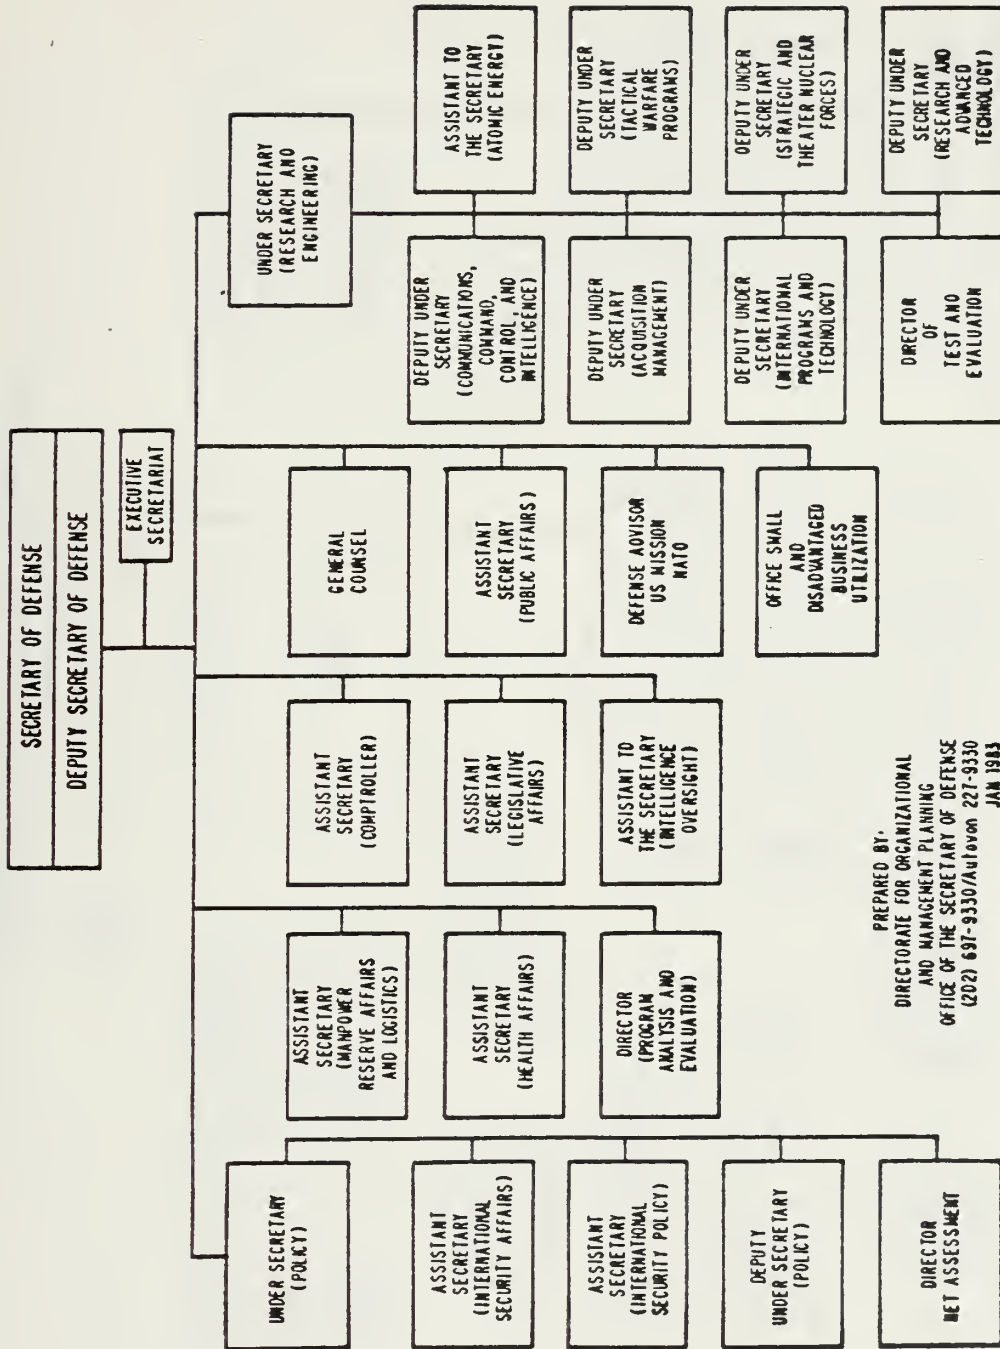 SECRETARY OF DEFENSE
DEPUTY SECRETARY OF DEFENSE
EXECUTIVE
SECRETARIAT
UNDER SECRETARY
(POLICY)
ASSISTANT
SECRETARY
(INTERNATIONAL
SECURITY AFFAIRS)
ASSISTANT
SECRETARY
(INTERNATIONAL
SECURITY POLICY)
DEPUTY
UNDER SECRETARY
(POLICY)
DIRECTOR
NET ASSESSMENT
ASSISTANT
SECRETARY
(MANPOWER
RESERVE AFFAIRS
AND LOGISTICS)
ASSISTANT
SECRETARY
(HEALTH AFFAIRS)
DIRECTOR
(PROGRAM
ANALYSIS AND
EVALUATION)
ASSISTANT
SECRETARY
(COMPTROLLER)
ASSISTANT
SECRETARY
(LEGISLATIVE
AFFAIRS)
ASSISTANT TO
THE SECRETARY
(INTELLIGENCE
OVERSIGHT)
GENERAL
COUNSEL
ASSISTANT
SECRETARY
(PUBLIC AFFAIRS)
DEFENSE ADVISOR
US MISSION
NATO
OFFICE SMALL
AND
DISADVANTAGED
BUSINESS
UTILIZATION
UNDER SECRETARY
(RESEARCH AND
ENGINEERING)
DEPUTY UNDER
SECRETARY
(COMMUNICATIONS,
COMMAND,
CONTROL, AND
INTELLIGENCE)
ASSISTANT TO
THE SECRETARY
(ATOMIC ENERGY)
DEPUTY UNDER
SECRETARY
(ACQUISITION
MANAGEMENT)
DEPUTY UNDER
SECRETARY
(TACTICAL
WARFARE
PROGRAMS)
DEPUTY UNDER
SECRETARY
(INTERNATIONAL
PROGRAMS AND
TECHNOLOGY)
DEPUTY UNDER
SECRETARY
(STRATEGIC AND
THEATER NUCLEAR
FORCES)
DIRECTOR
OF
TEST AND
EVALUATION
DEPUTY UNDER
SECRETARY
(RESEARCH AND
ADVANCED
TECHNOLOGY)
PREPARED BY:
DIRECTORATE FOR ORGANIZATIONAL
AND MANAGEMENT PLANNING
OFFICE OF THE SECRETARY OF DEFENSE
(202) 697-9330/Autovon 227-9330
JAN 1983